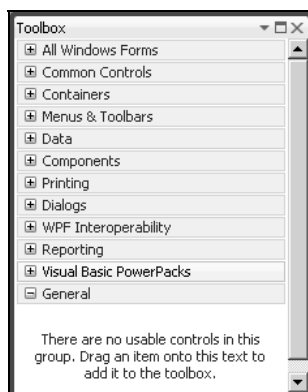 Toolbox
All Windows Forms
Common Controls
Containers
Menus & Toolbars
Data
Components
Printing
Dialogs
WPF Interoperability
Reporting
Visual Basic PowerPacks
General
There are no usable controls in this
group. Drag an item onto this text to
add it to the toolbox.